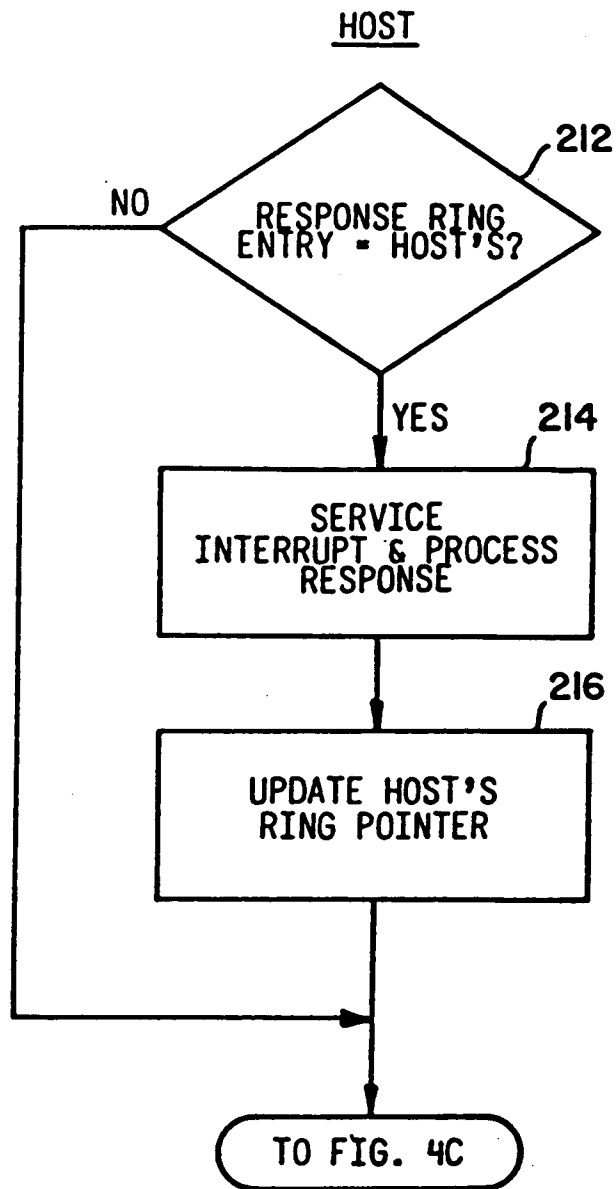 HOST
212
NO
RESPONSE RING
ENTRY = HOST'S?
YES
214
SERVICE
INTERRUPT & PROCESS
RESPONSE
216
UPDATE HOST'S
RING POINTER
TO FIG. 4C